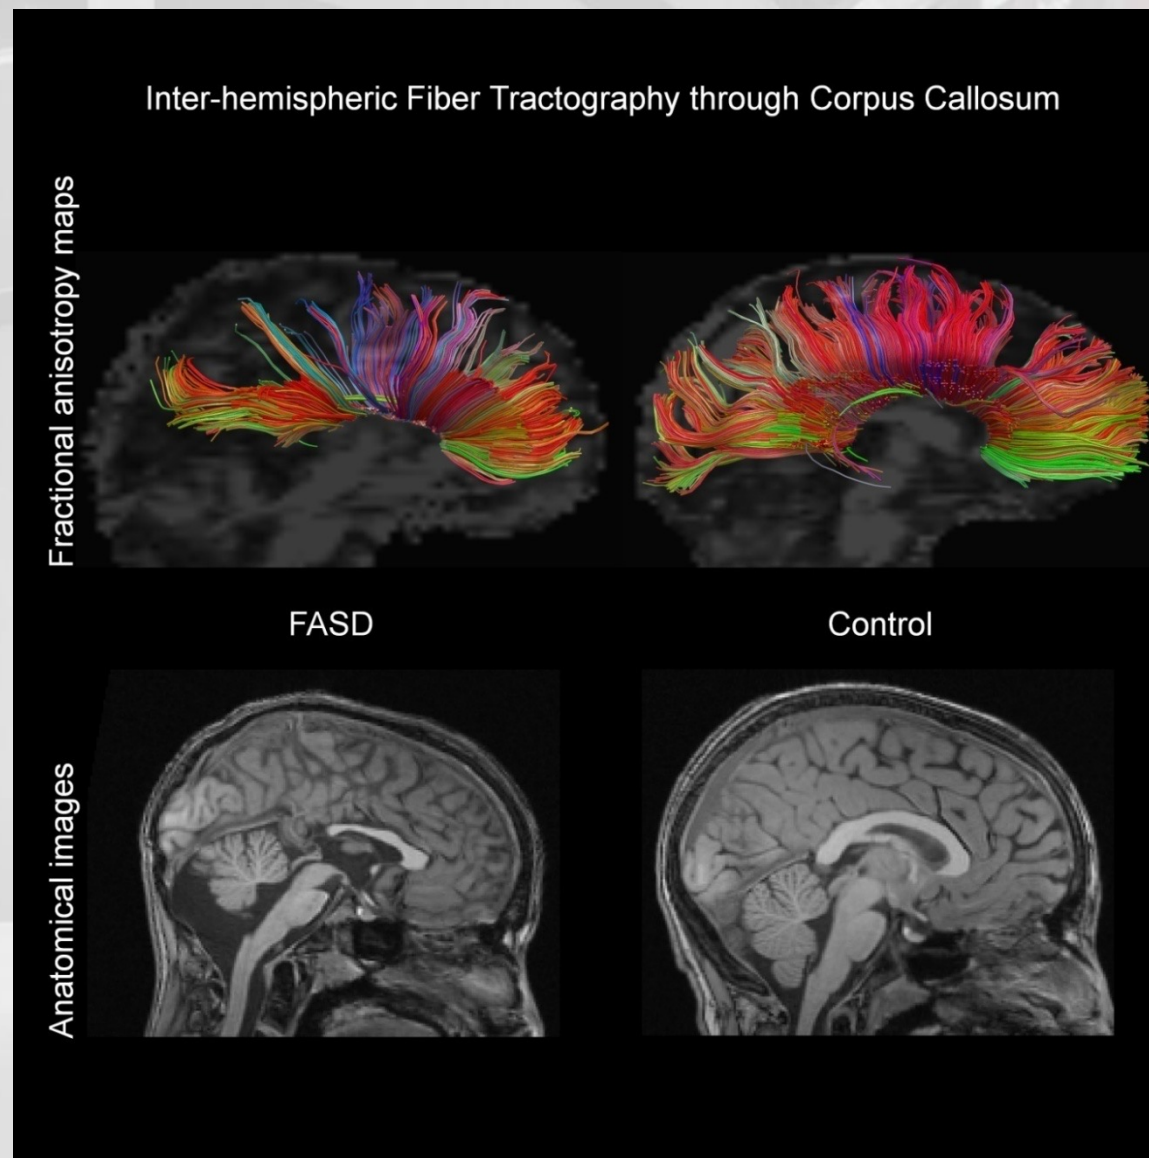 Inter-hemispheric Fiber Tractography through Corpus Callosum
Fractional anisotropy maps
FASD
Control
Anatomical images